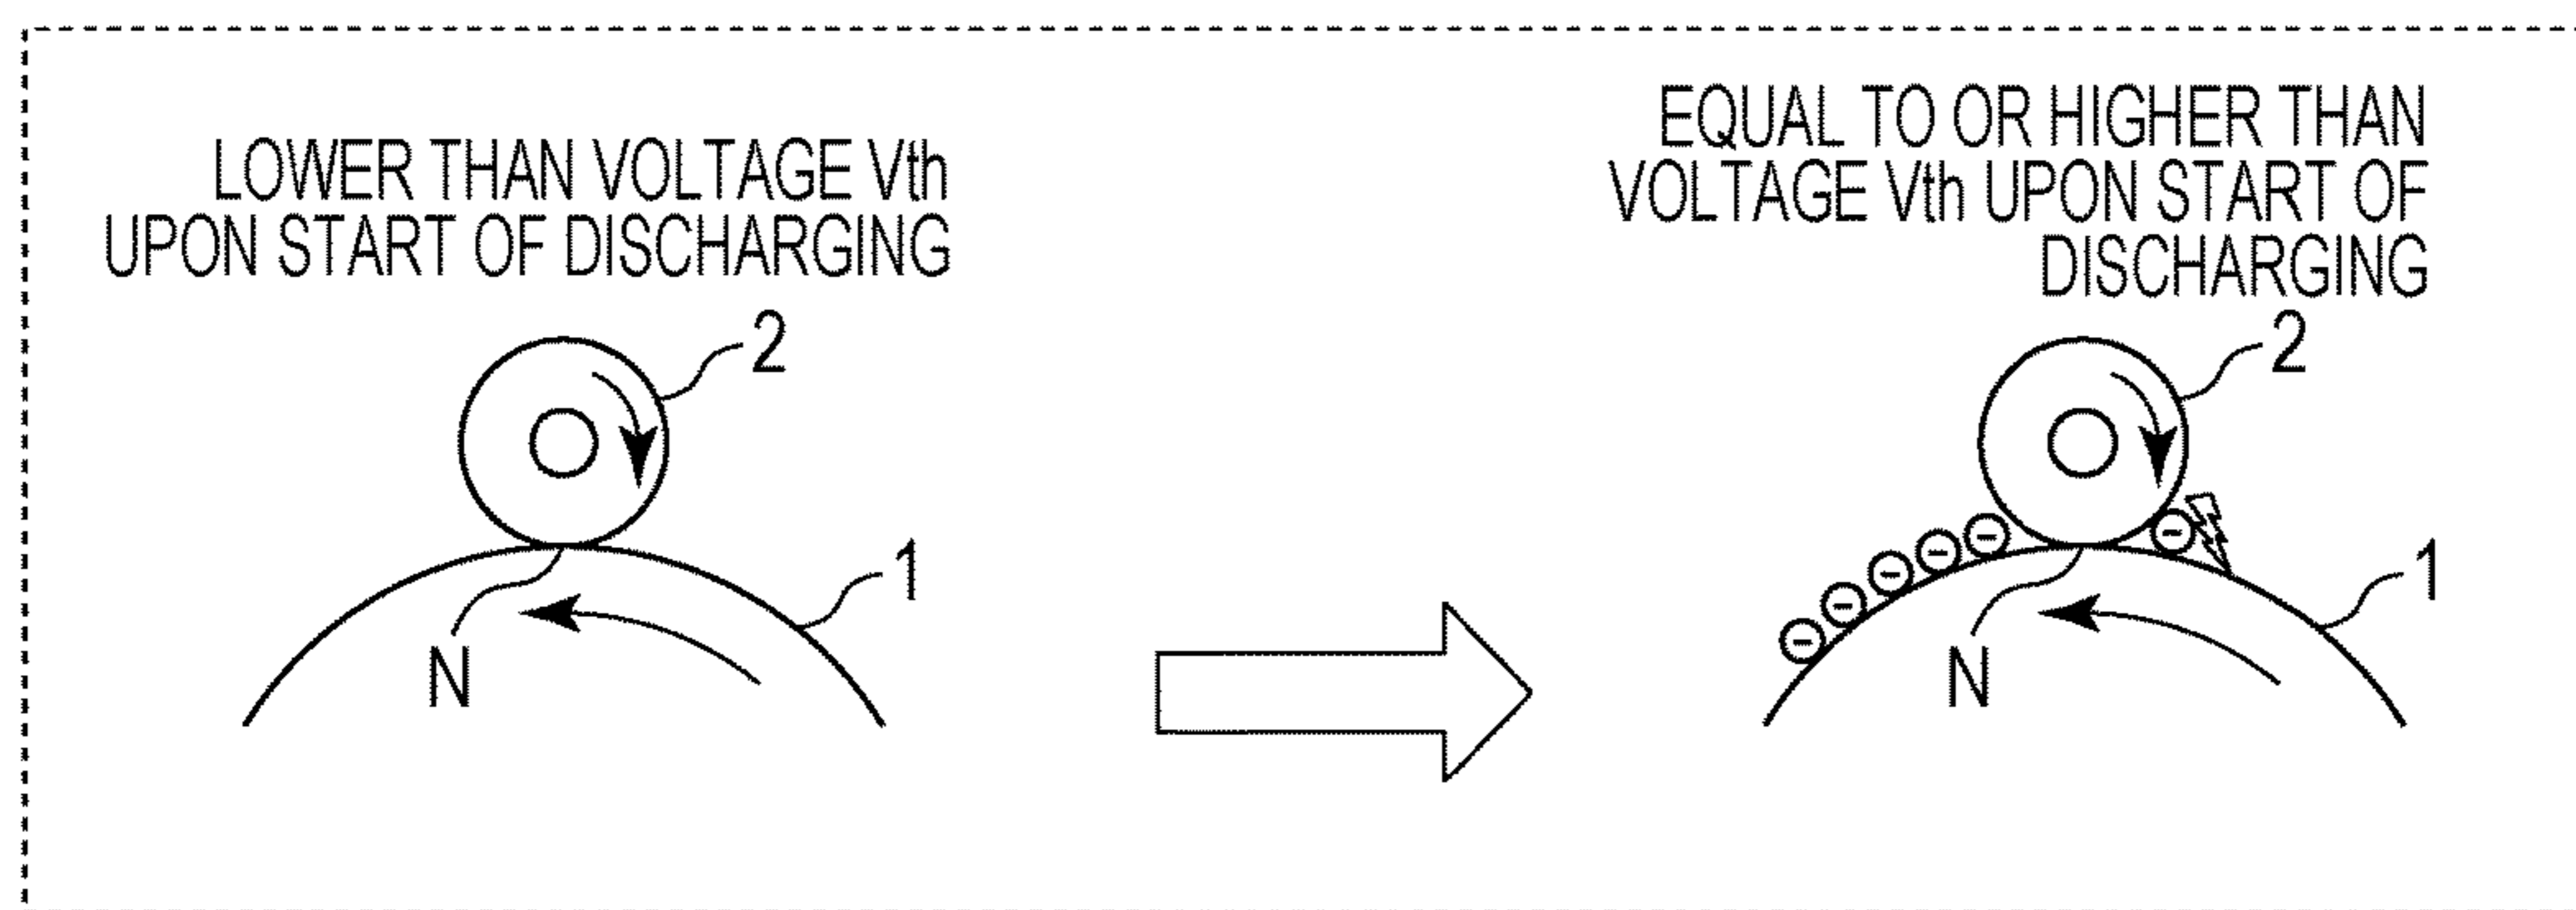 LOWER THAN VOLTAGE Vth
UPON START OF DISCHARGING
2
1
N
EQUAL TO OR HIGHER THAN
VOLTAGE Vth UPON START OF
DISCHARGING
2
1
N